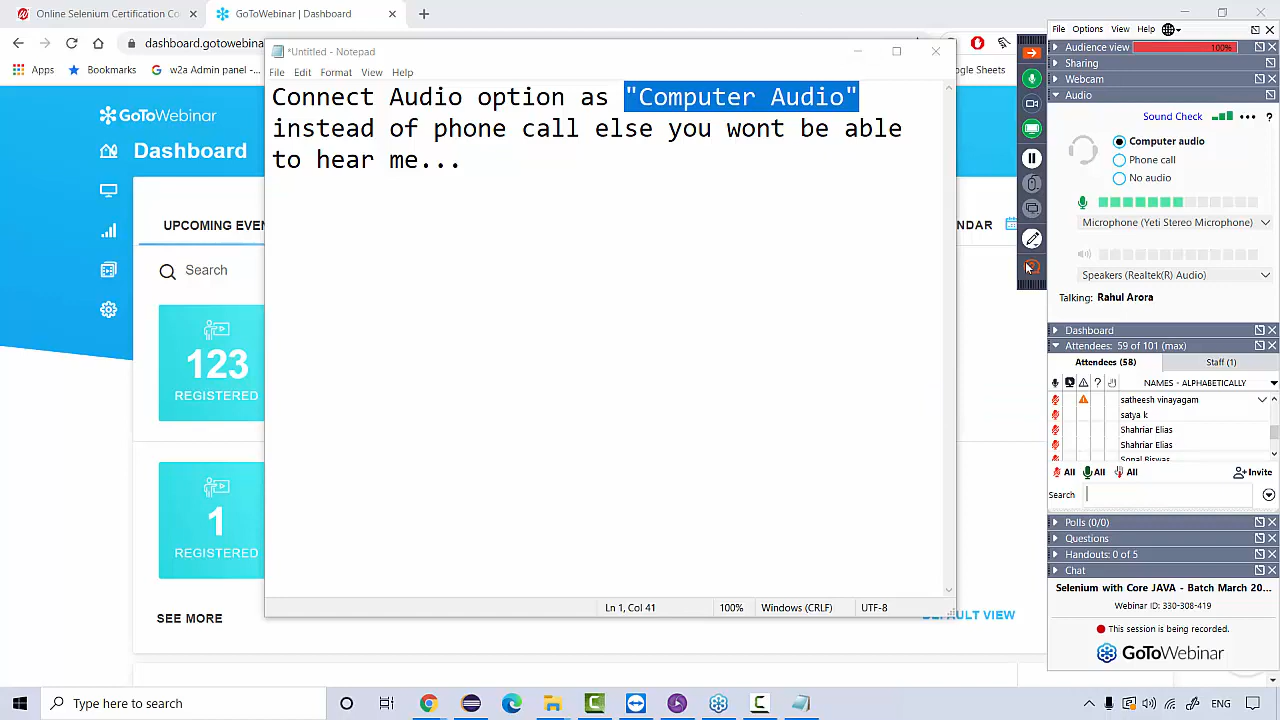 Online Selenium Certification Co
GoToWebinar | Dashboard
dashboard.gotowebina
Apps
Bookmarks
w2a Admin panel -...
Google Sheets
GoToWebinar
Dashboard
UPCOMING EVEN
NDAR
Search
123
REGISTERED
1
REGISTERED
SEE MORE
DEFAULT VIEW
*Untitled - Notepad
File Edit Format View Help
Connect Audio option as "Computer Audio"
instead of phone call else you wont be able
to hear me...
Ln 1, Col 41
100%
Windows (CRLF)
UTF-8
File Options View Help
Audience view 100%
Sharing
Webcam
Audio
Sound Check
?
Computer audio
Phone call
No audio
Microphone (Yeti Stereo Microphone)
Speakers (Realtek(R) Audio)
Talking: Rahul Arora
Dashboard
Attendees: 59 of 101 (max)
Attendees (58)
Staff (1)
? NAMES - ALPHABETICALLY
satheesh vinayagam
satya k
Shahriar Elias
Shahriar Elias
Sonal Biswas
All All All Invite
Search
Polls (0/0)
Questions
Handouts: 0 of 5
Chat
Selenium with Core JAVA - Batch March 20...
Webinar ID: 330-308-419
This session is being recorded.
GoToWebinar
Type here to search
ENG